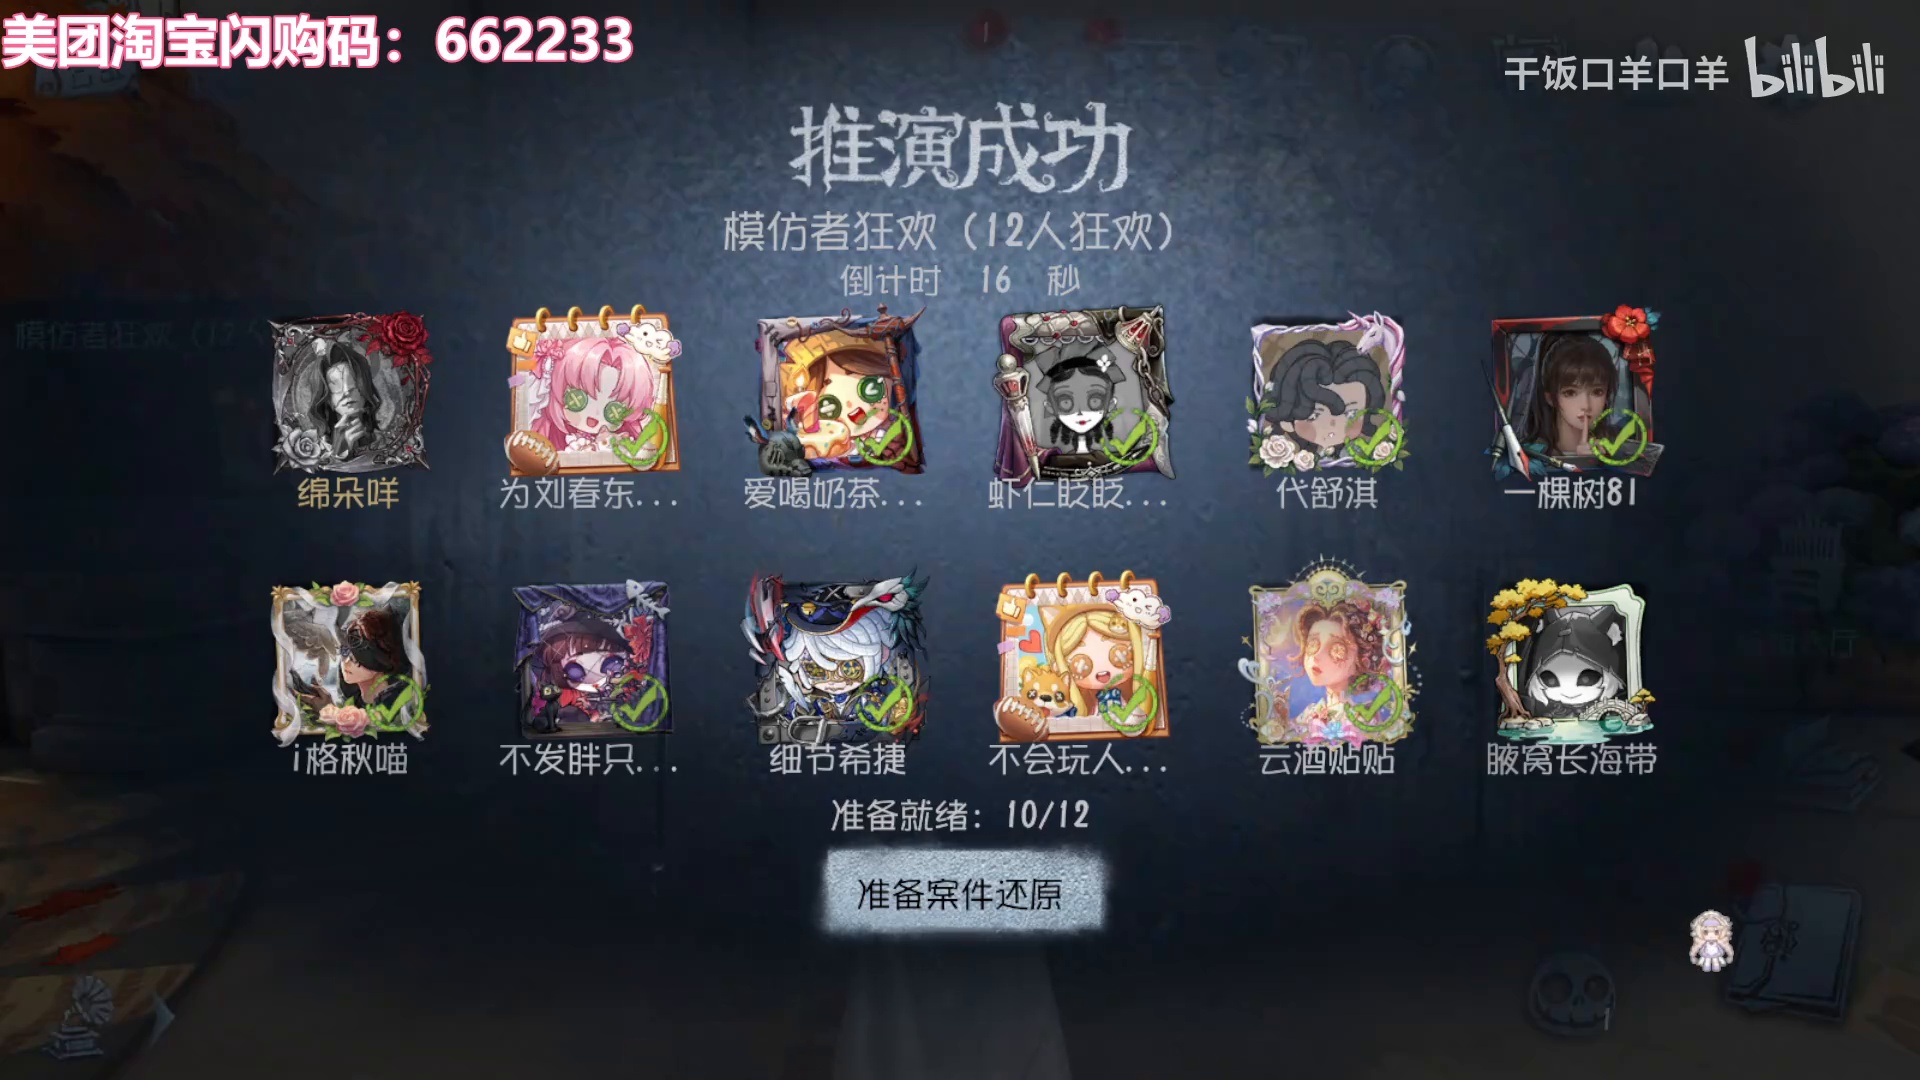 美团淘宝闪购码：662233
干饭口羊口羊 bilibili
推演成功
模仿者狂欢（12人狂欢）
倒计时 16 秒
绵朵咩 为刘春东... 爱喝奶茶... 虾仁眨眨... 代舒淇 一棵树81
i格秋喵 不发胖只... 细节希捷 不会玩人... 云酒贴贴 腋窝长海带
准备就绪：10/12
准备案件还原